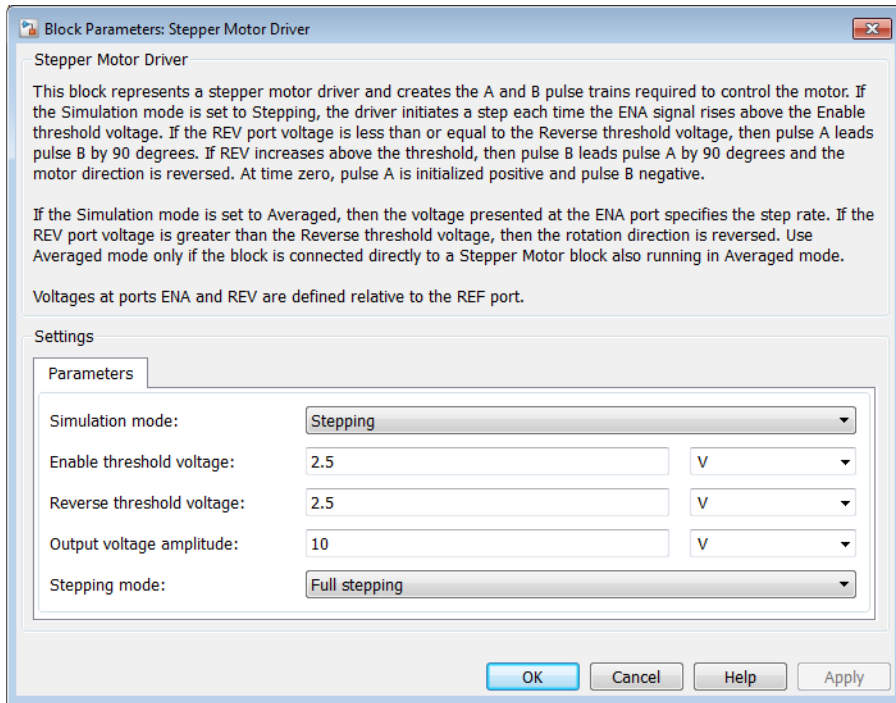 Block Parameters: Stepper Motor Driver
Stepper Motor Driver
This block represents a stepper motor driver and creates the A and B pulse trains required to control the motor. If
the Simulation mode is set to Stepping, the driver initiates a step each time the ENA signal rises above the Enable
threshold voltage. If the REV port voltage is less than or equal to the Reverse threshold voltage, then pulse A leads
pulse B by 90 degrees. If REV increases above the threshold, then pulse B leads pulse A by 90 degrees and the
motor direction is reversed. At time zero, pulse A is initialized positive and pulse B negative.
If the Simulation mode is set to Averaged, then the voltage presented at the ENA port specifies the step rate. If the
REV port voltage is greater than the Reverse threshold voltage, then the rotation direction is reversed. Use
Averaged mode only if the block is connected directly to a Stepper Motor block also running in Averaged mode.
Voltages at ports ENA and REV are defined relative to the REF port.
Settings
Parameters
Simulation mode: Stepping
Enable threshold voltage: 2.5 V
Reverse threshold voltage: 2.5 V
Output voltage amplitude: 10 V
Stepping mode: Full stepping
OK Cancel Help Apply